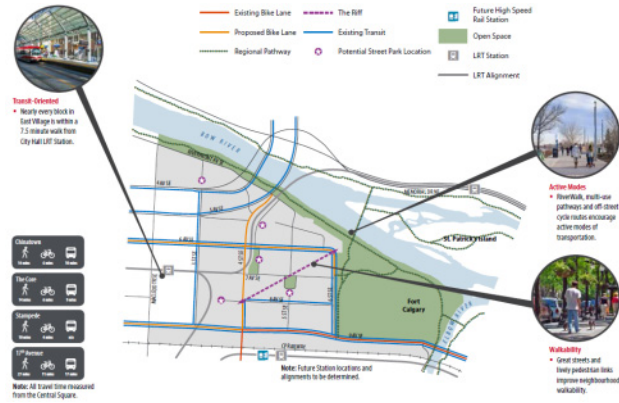 Existing Bike Lane
Proposed Bike Lane
Regional Pathway
The Riff
Existing Transit
Potential Street Park Location
Future High Speed
Rail Station
Open Space
LRT Station
LRT Alignment
Transit-Oriented
• Nearly every block in
East Village is within a
7.5 minute walk from
City Hall LRT Station.
BOW RIVER
St. Patrick's Island
Fort
Calgary
ELBOW RIVER
CP Railway
Active Modes
• RiverWalk, multi-use
pathways and off-street
cycle routes encourage
active modes of
transportation.
Walkability
• Great streets and
lively pedestrian links
improve neighbourhood
walkability.
Chinatown
The Core
Stampede
17th Avenue
Note: All travel time measured
from the Central Square.
Note: Future Station locations and
alignments to be determined.